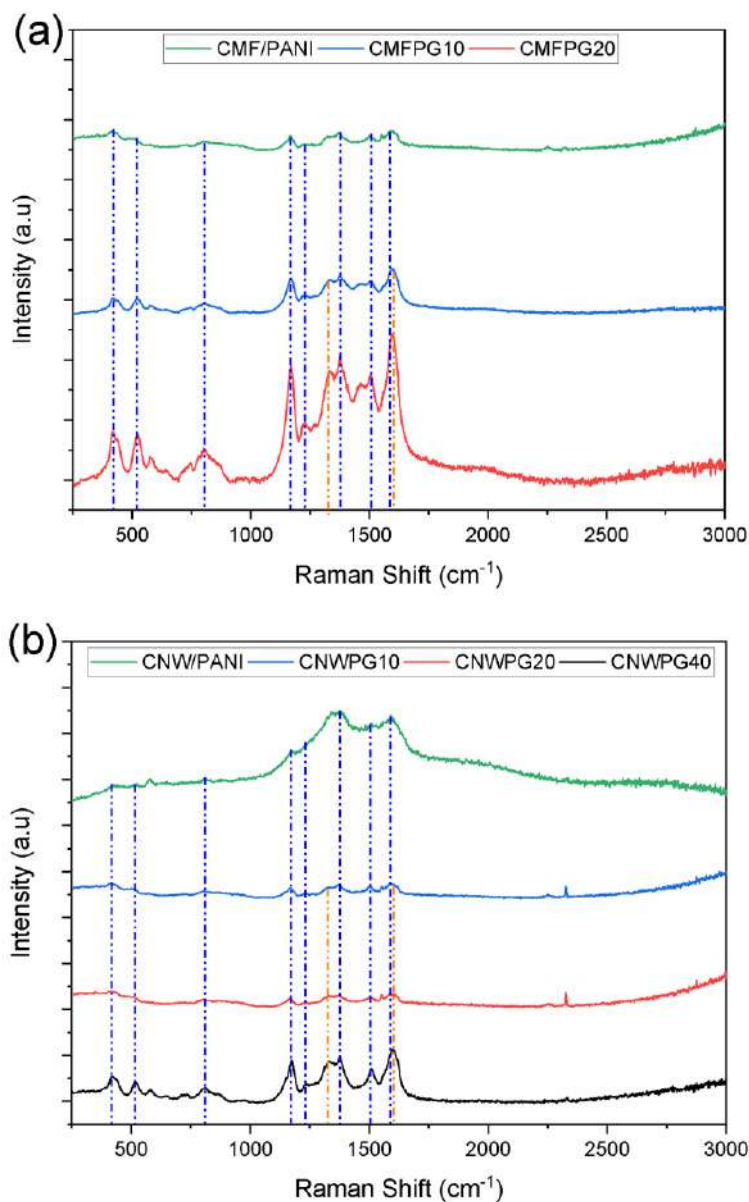 (a)
CMF/PANI CMFPG10 CMFPG20
Intensity (a.u)
500 1000 1500 2000 2500 3000
Raman Shift (cm⁻¹)
(b)
CNW/PANI CNWPG10 CNWPG20 CNWPG40
Intensity (a.u)
500 1000 1500 2000 2500 3000
Raman Shift (cm⁻¹)